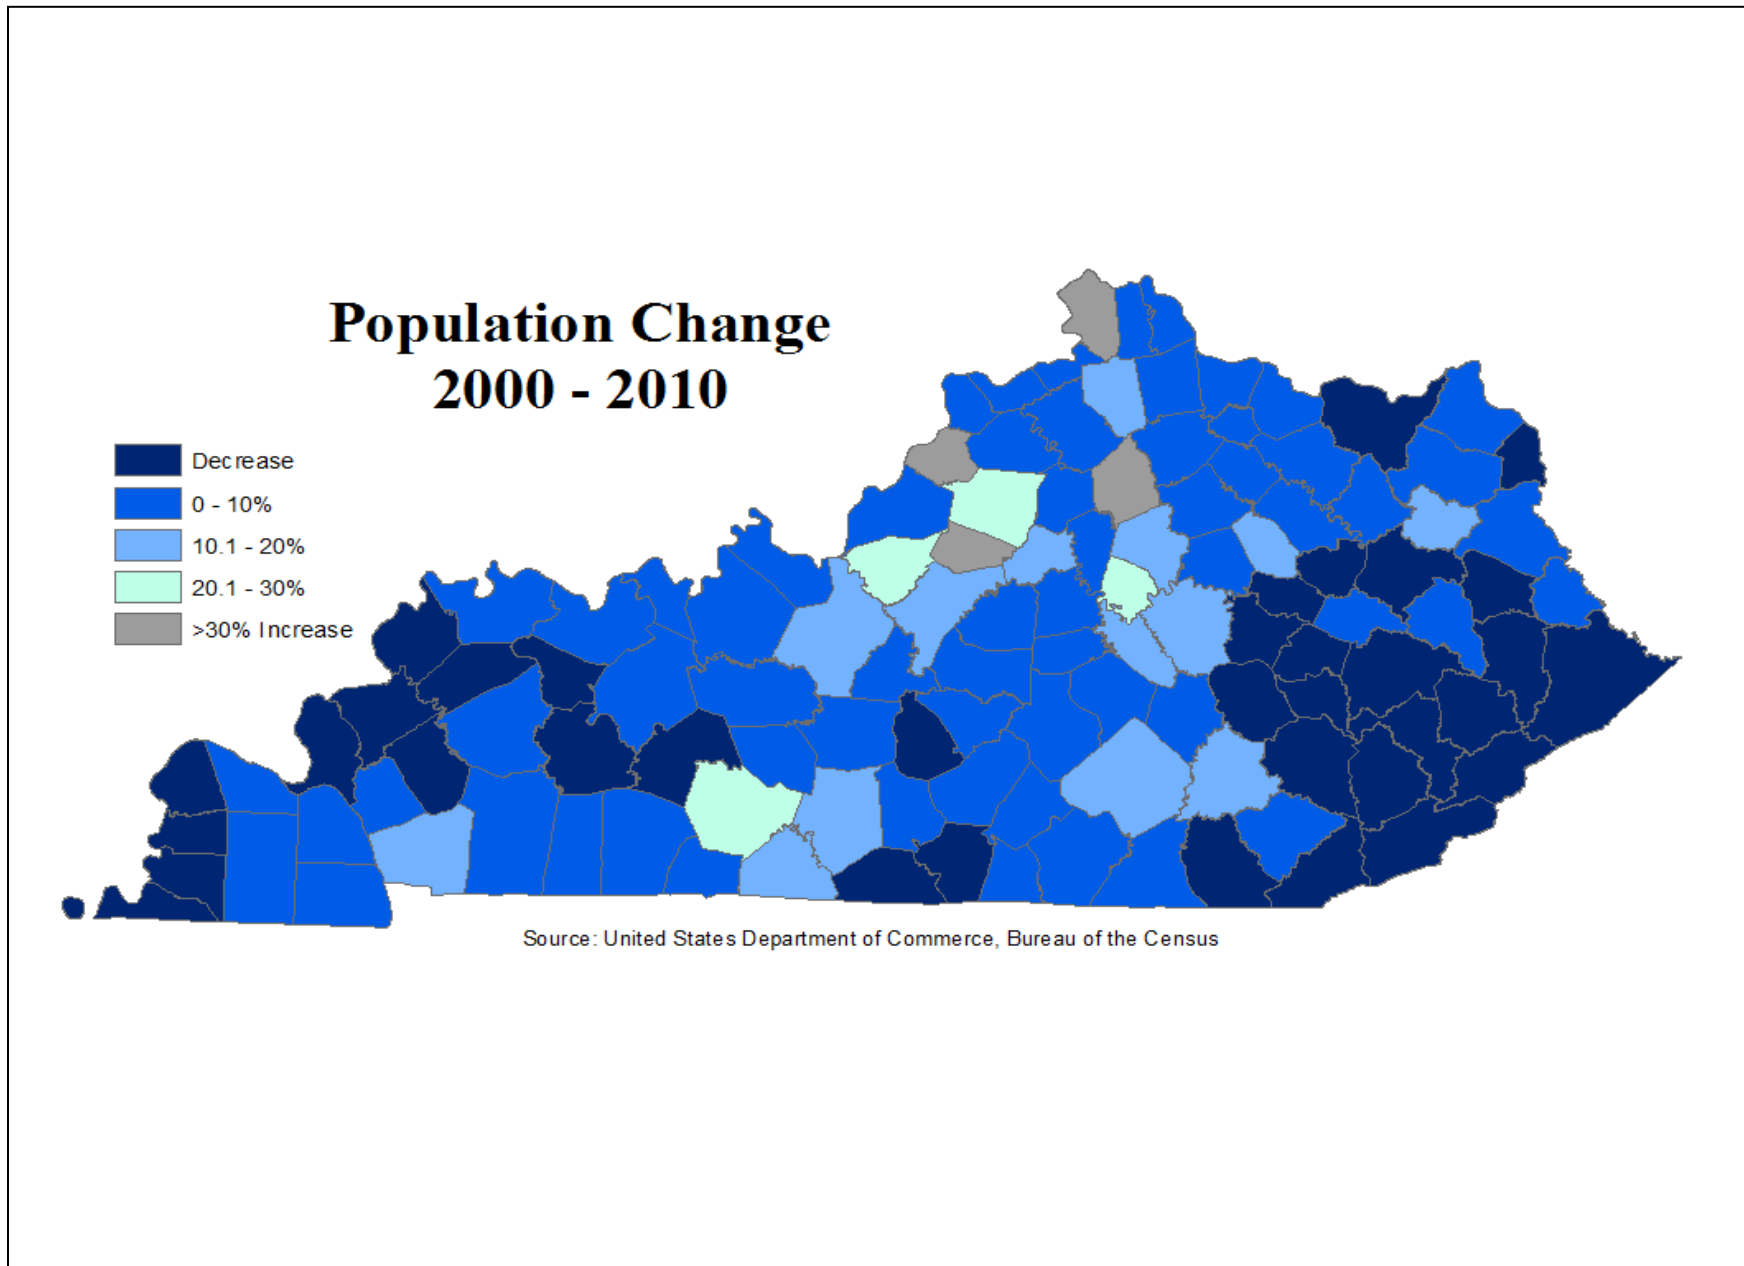 Population Change
2000 - 2010
Decrease
0 - 10%
10.1 - 20%
20.1 - 30%
>30% Increase
Source: United States Department of Commerce, Bureau of the Census